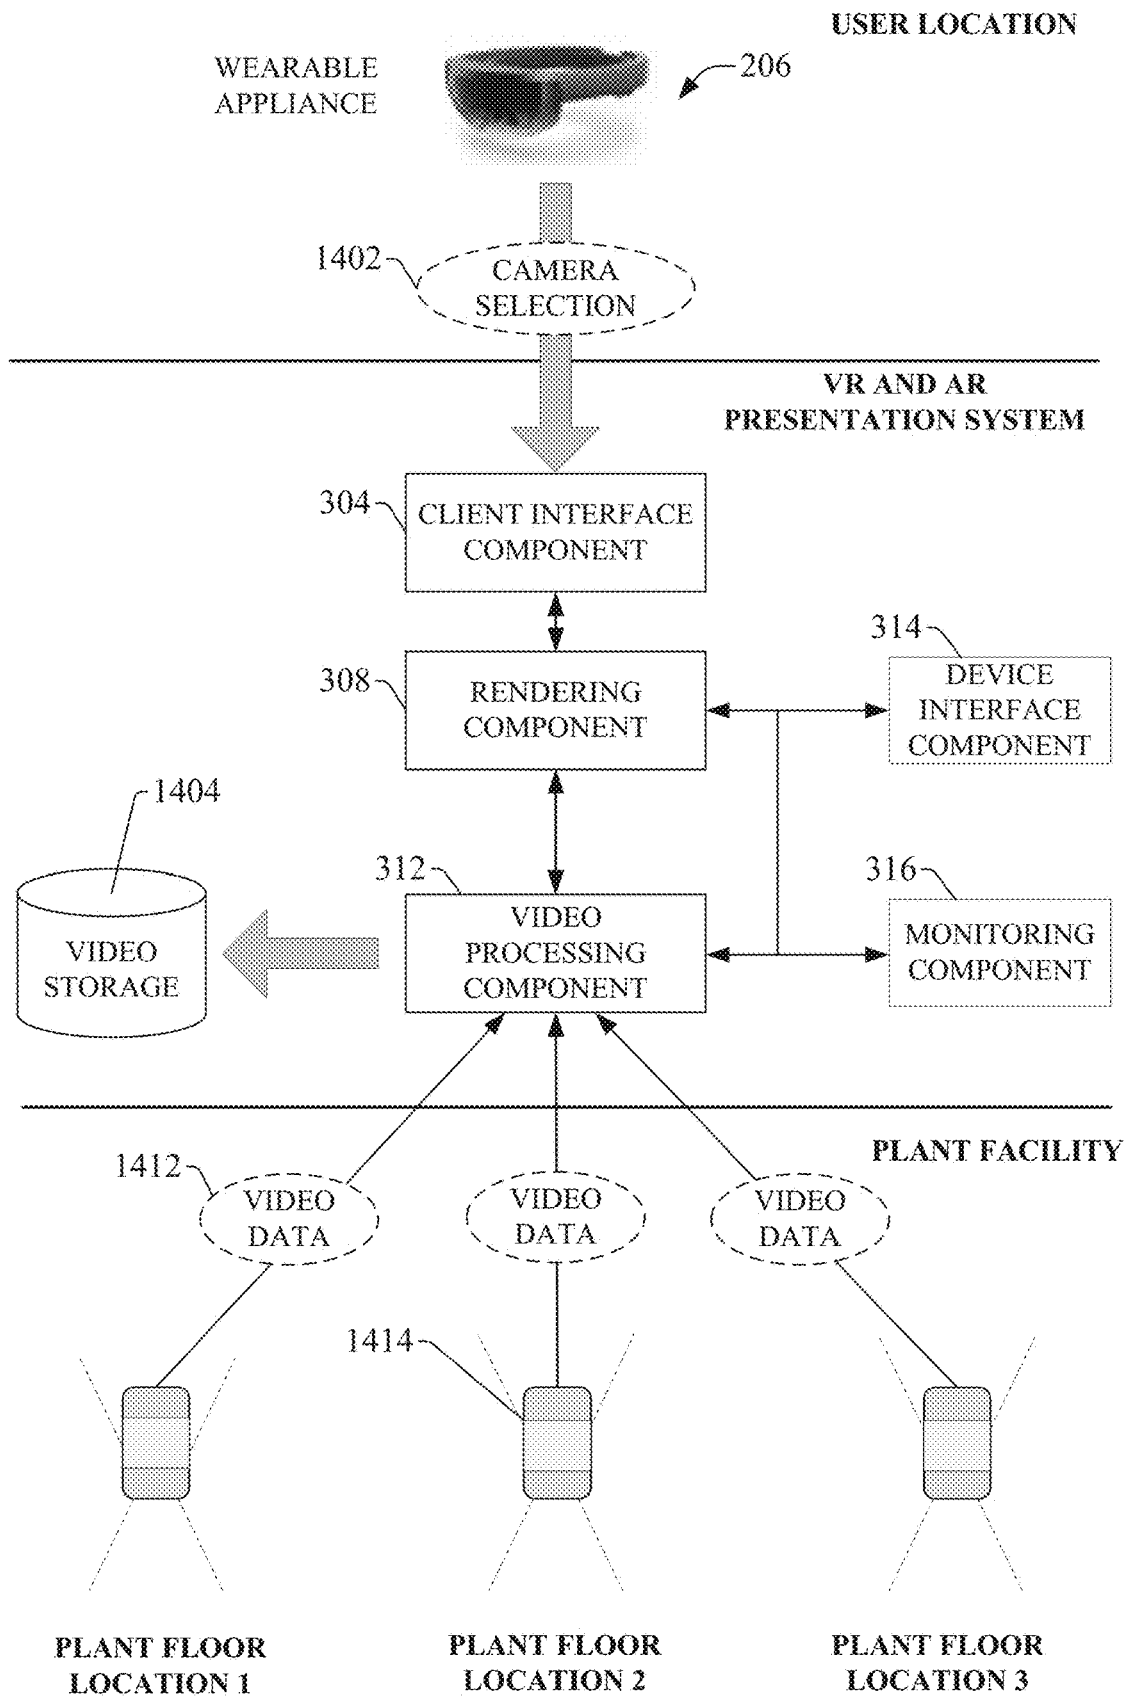 USER LOCATION
WEARABLE
APPLIANCE
206
1402
CAMERA
SELECTION
VR AND AR
PRESENTATION SYSTEM
304
CLIENT INTERFACE
COMPONENT
314
308
RENDERING
COMPONENT
DEVICE
INTERFACE
COMPONENT
1404
312
316
VIDEO
STORAGE
VIDEO
PROCESSING
COMPONENT
MONITORING
COMPONENT
PLANT FACILITY
1412
VIDEO
DATA
VIDEO
DATA
VIDEO
DATA
1414
PLANT FLOOR
LOCATION 1
PLANT FLOOR
LOCATION 2
PLANT FLOOR
LOCATION 3